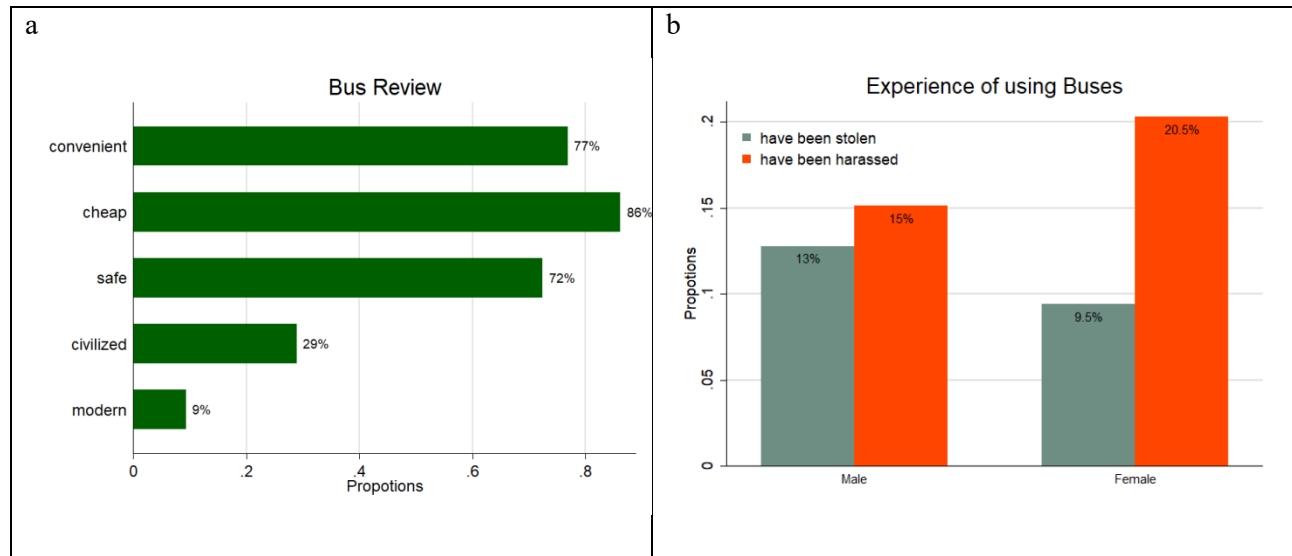 a
Bus Review
convenient
77%
cheap
86%
safe
72%
civilized
29%
modern
9%
0 .2 .4 .6 .8
Propotions
b
Experience of using Buses
have been stolen
have been harassed
Propotions
.2
.15
.1
.05
0
13%
15%
9.5%
20.5%
Male Female